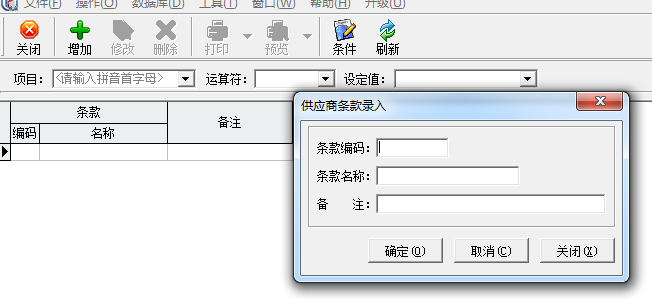 文件(F) 操作(O) 数据库(D) 工具(T) 窗口(W) 帮助(H) 升级(U)
关闭 增加 修改 删除 打印 预览 条件 刷新
项目: <请输入拼音首字母> 运算符: 设定值:
条款 备注
编码 名称
供应商条款录入
条款编码:
条款名称:
备 注:
确定(O) 取消(C) 关闭(X)